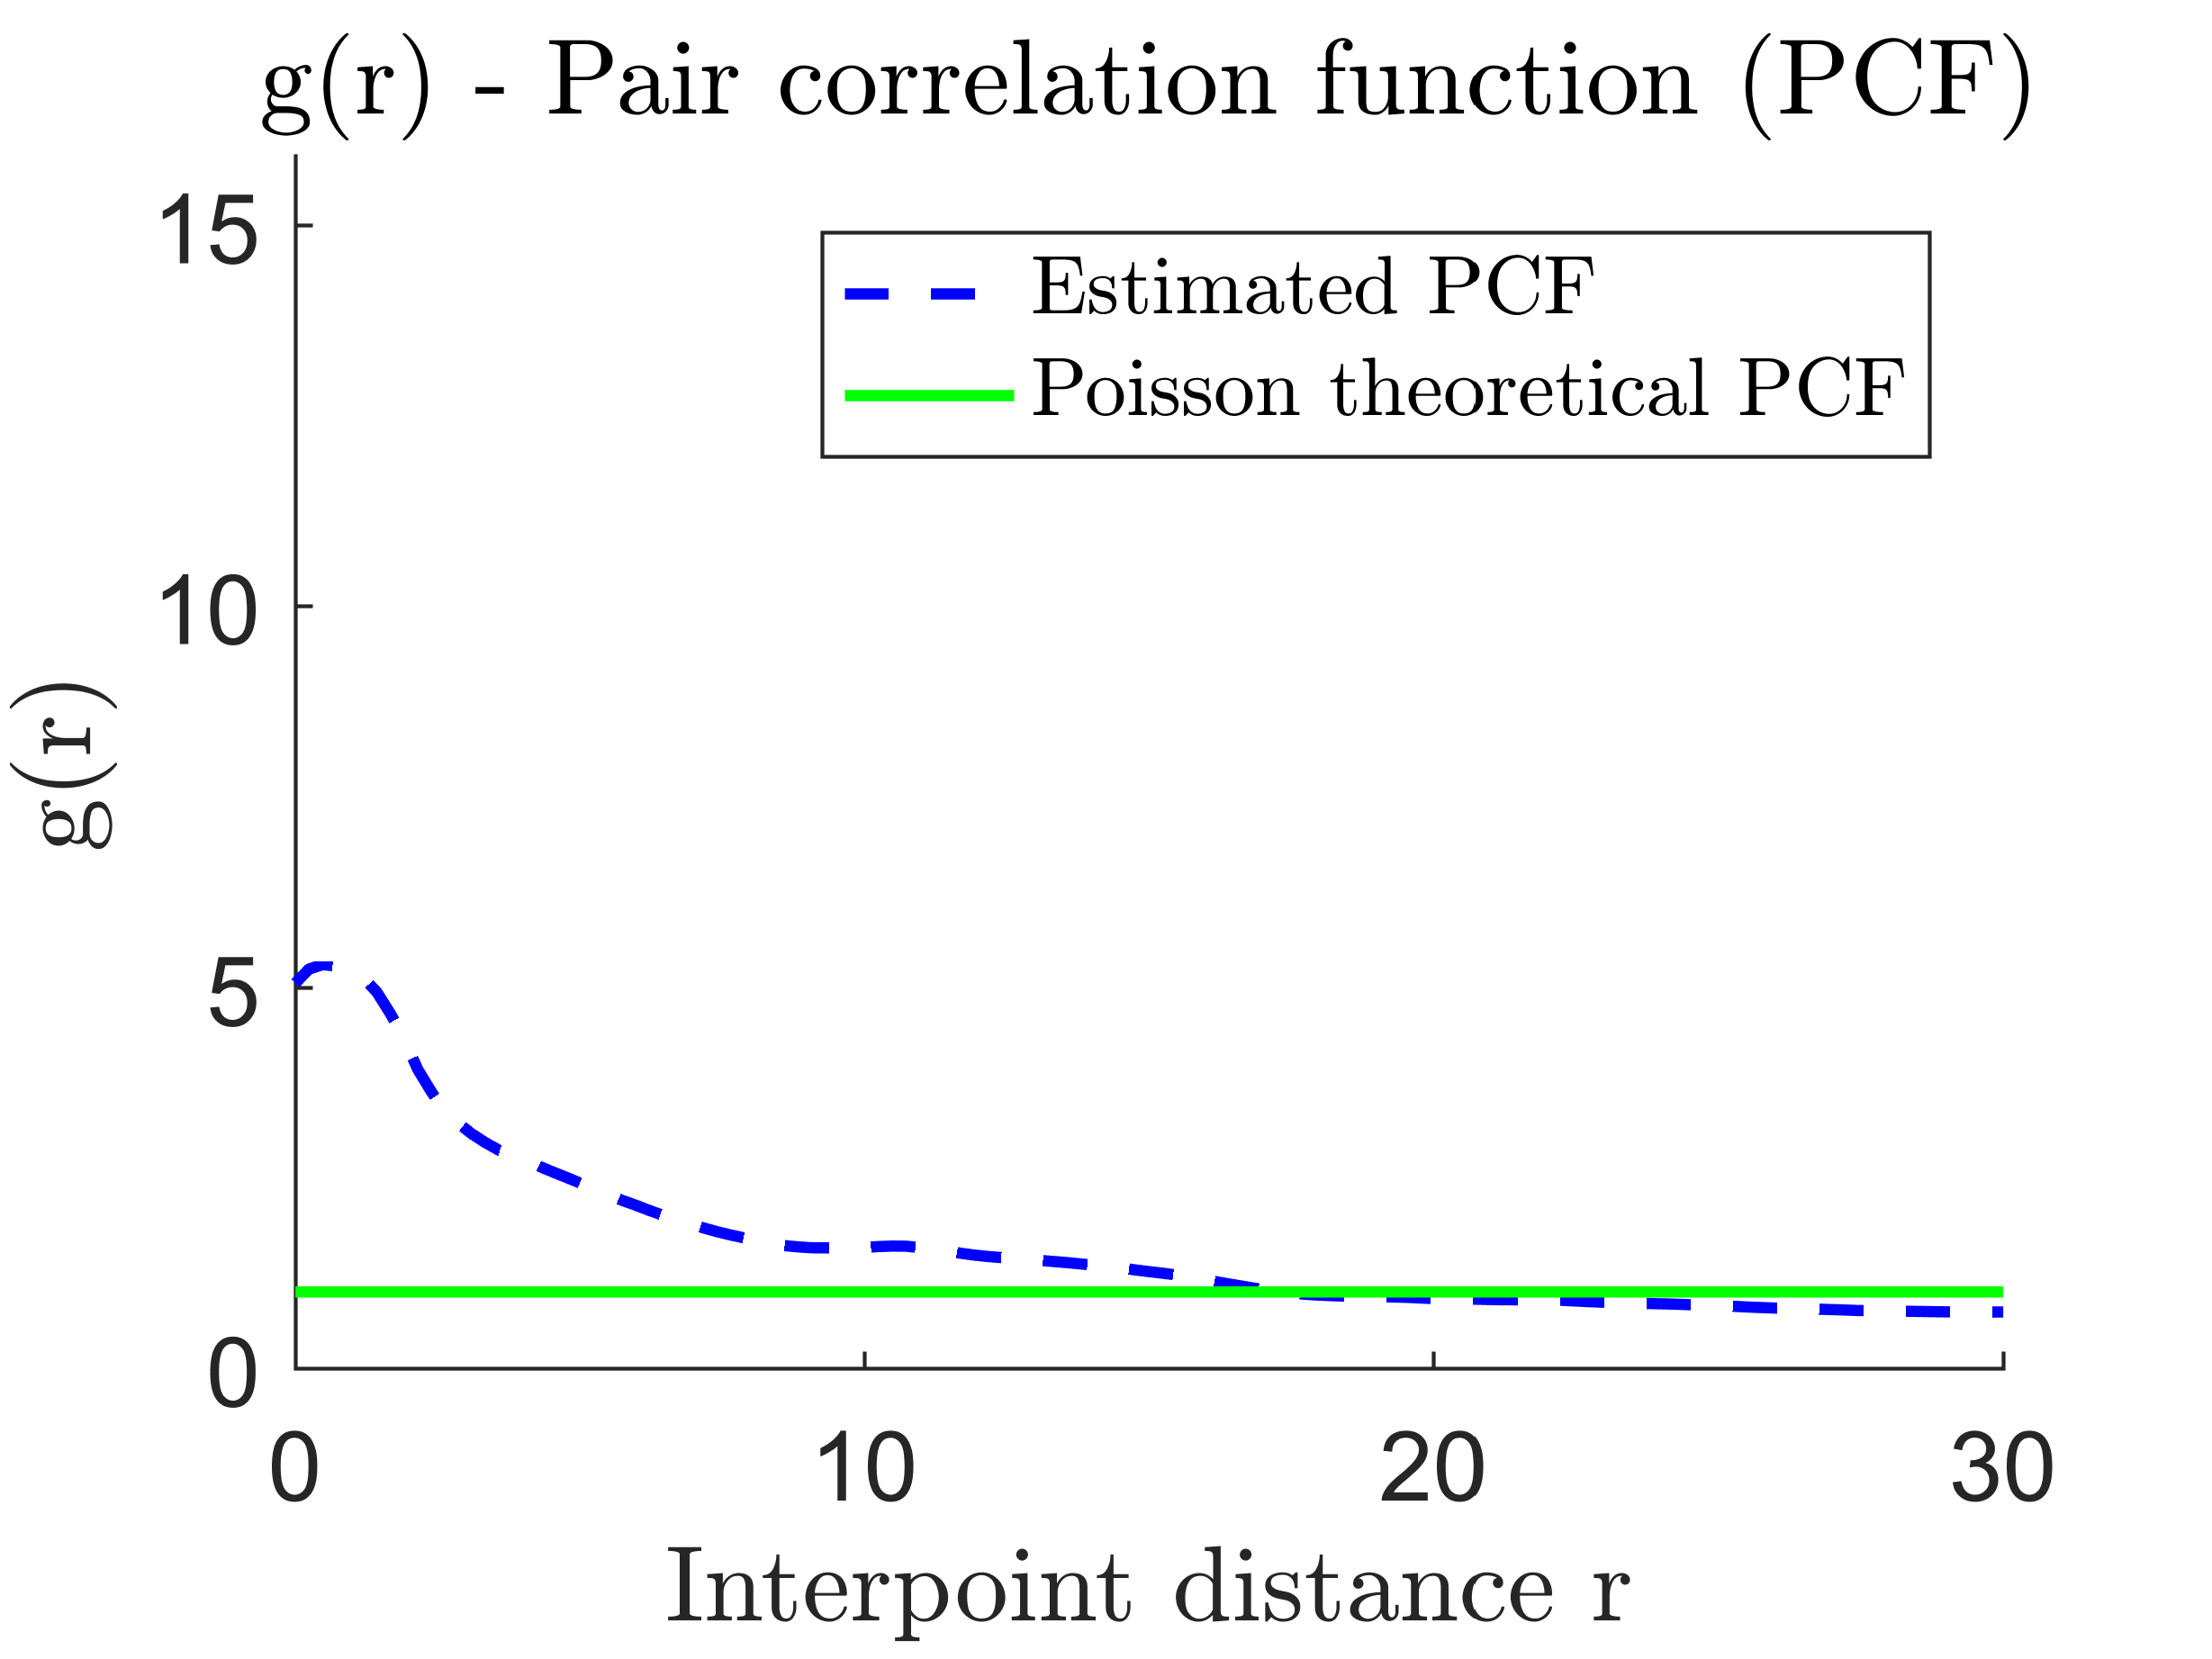 g(r) - Pair correlation function (PCF)
15
Estimated PCF
Poisson theoretical PCF
10
g(r)
5
0
0 10 20 30
Interpoint distance r